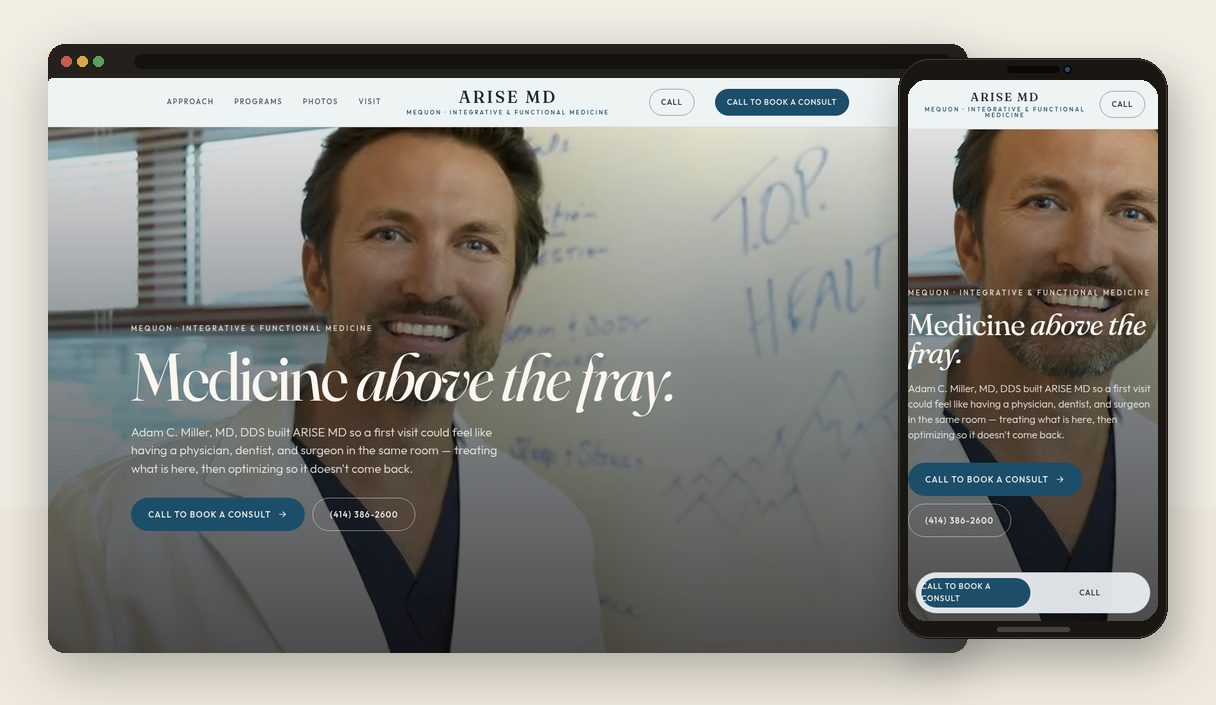 APPROACH PROGRAMS PHOTOS VISIT
ARISE MD
MEQUON · INTEGRATIVE & FUNCTIONAL MEDICINE
CALL
CALL TO BOOK A CONSULT
T.O.P.
HEALT
MEQUON · INTEGRATIVE & FUNCTIONAL MEDICINE
Medicine above the fray.
Adam C. Miller, MD, DDS built ARISE MD so a first visit could feel like
having a physician, dentist, and surgeon in the same room — treating
what is here, then optimizing so it doesn't come back.
CALL TO BOOK A CONSULT →
(414) 386-2600
ARISE MD
MEQUON · INTEGRATIVE & FUNCTIONAL
MEDICINE
CALL
MEQUON · INTEGRATIVE & FUNCTIONAL MEDICINE
Medicine above the
fray.
Adam C. Miller, MD, DDS built ARISE MD so a first visit
could feel like having a physician, dentist, and surgeon
in the same room — treating what is here, then
optimizing so it doesn't come back.
CALL TO BOOK A CONSULT →
(414) 386-2600
CALL TO BOOK A
CONSULT
CALL